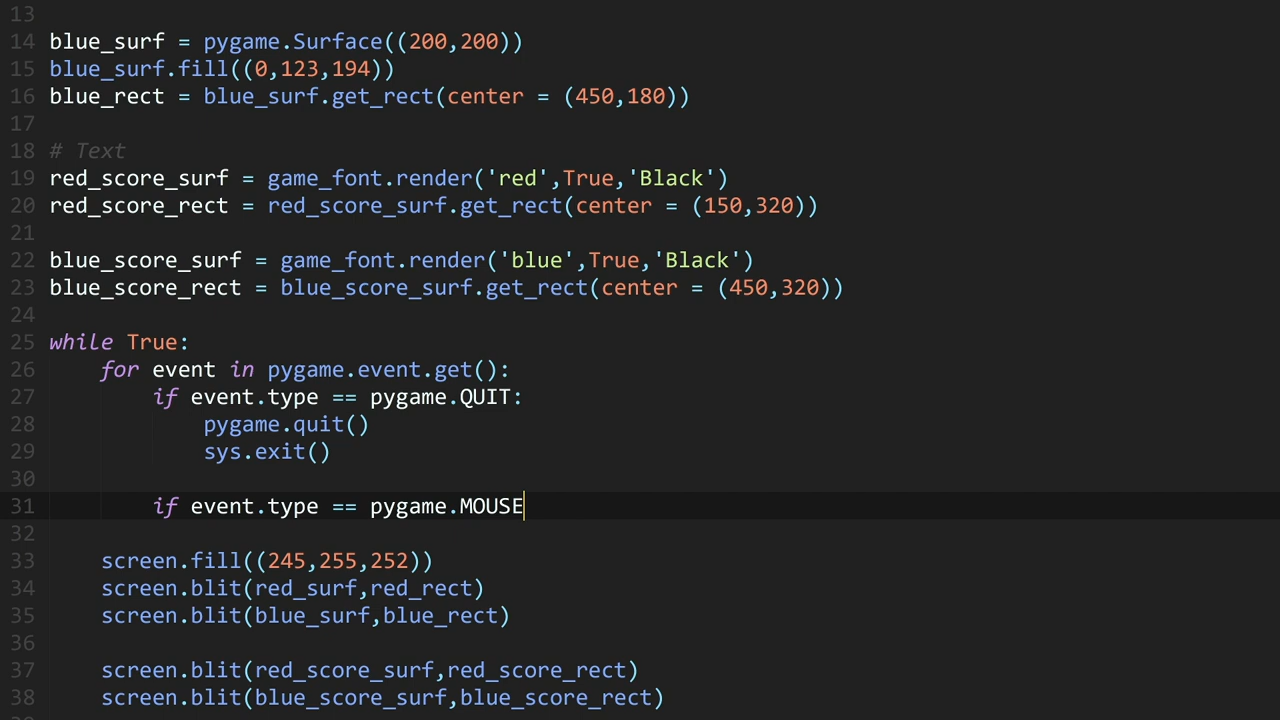 13
14 blue_surf = pygame.Surface((200,200))
15 blue_surf.fill((0,123,194))
16 blue_rect = blue_surf.get_rect(center = (450,180))
17
18 # Text
19 red_score_surf = game_font.render('red',True,'Black')
20 red_score_rect = red_score_surf.get_rect(center = (150,320))
21
22 blue_score_surf = game_font.render('blue',True,'Black')
23 blue_score_rect = blue_score_surf.get_rect(center = (450,320))
24
25 while True:
26     for event in pygame.event.get():
27         if event.type == pygame.QUIT:
28             pygame.quit()
29             sys.exit()
30
31         if event.type == pygame.MOUSE
32
33     screen.fill((245,255,252))
34     screen.blit(red_surf,red_rect)
35     screen.blit(blue_surf,blue_rect)
36
37     screen.blit(red_score_surf,red_score_rect)
38     screen.blit(blue_score_surf,blue_score_rect)